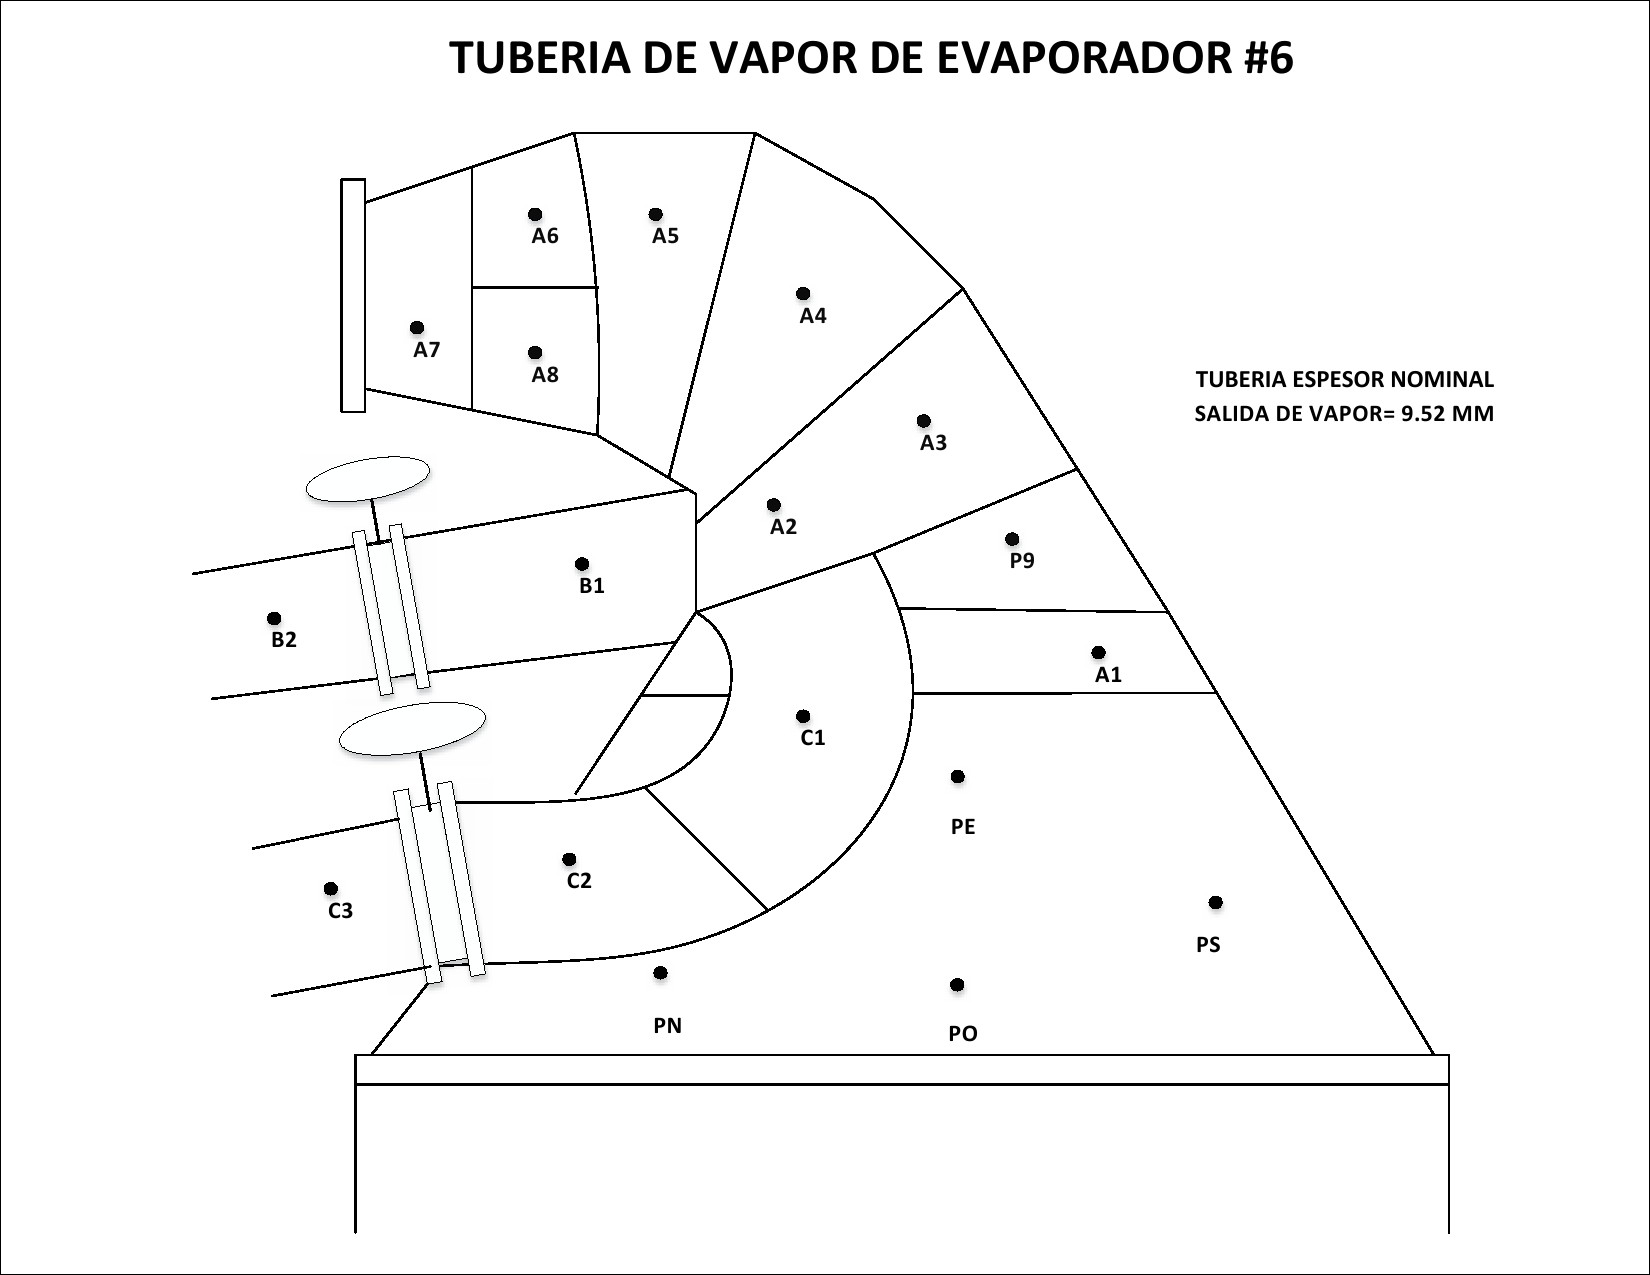 TUBERIA DE VAPOR DE EVAPORADOR #6
A6
A5
A4
A7
A8
TUBERIA ESPESOR NOMINAL
SALIDA DE VAPOR= 9.52 MM
A3
A2
P9
B1
B2
A1
C1
PE
C2
C3
PS
PN
PO